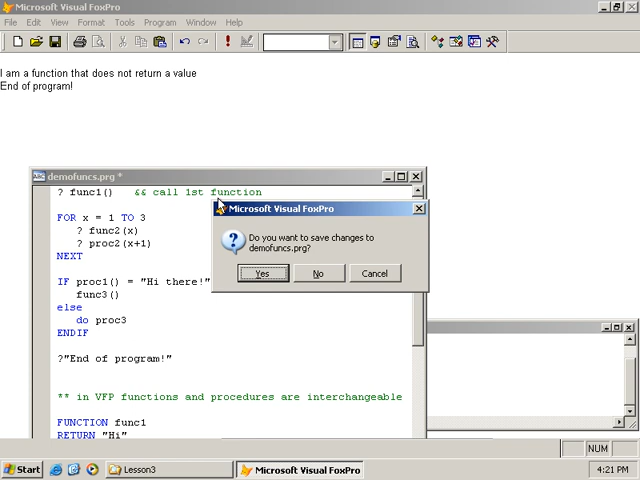 Microsoft Visual FoxPro
File Edit View Format Tools Program Window Help
I am a function that does not return a value
End of program!
demofuncs.prg *
? func1() && call 1st function
FOR x = 1 TO 3
? func2(x)
? proc2(x+1)
NEXT
IF proc1() = "Hi there!"
func3()
else
do proc3
ENDIF
?"End of program!"
** in VFP functions and procedures are interchangeable
FUNCTION func1
RETURN "Hi"
Microsoft Visual FoxPro
Do you want to save changes to
demofuncs.prg?
Yes No Cancel
NUM
Start Lesson3 Microsoft Visual FoxPro 4:21 PM